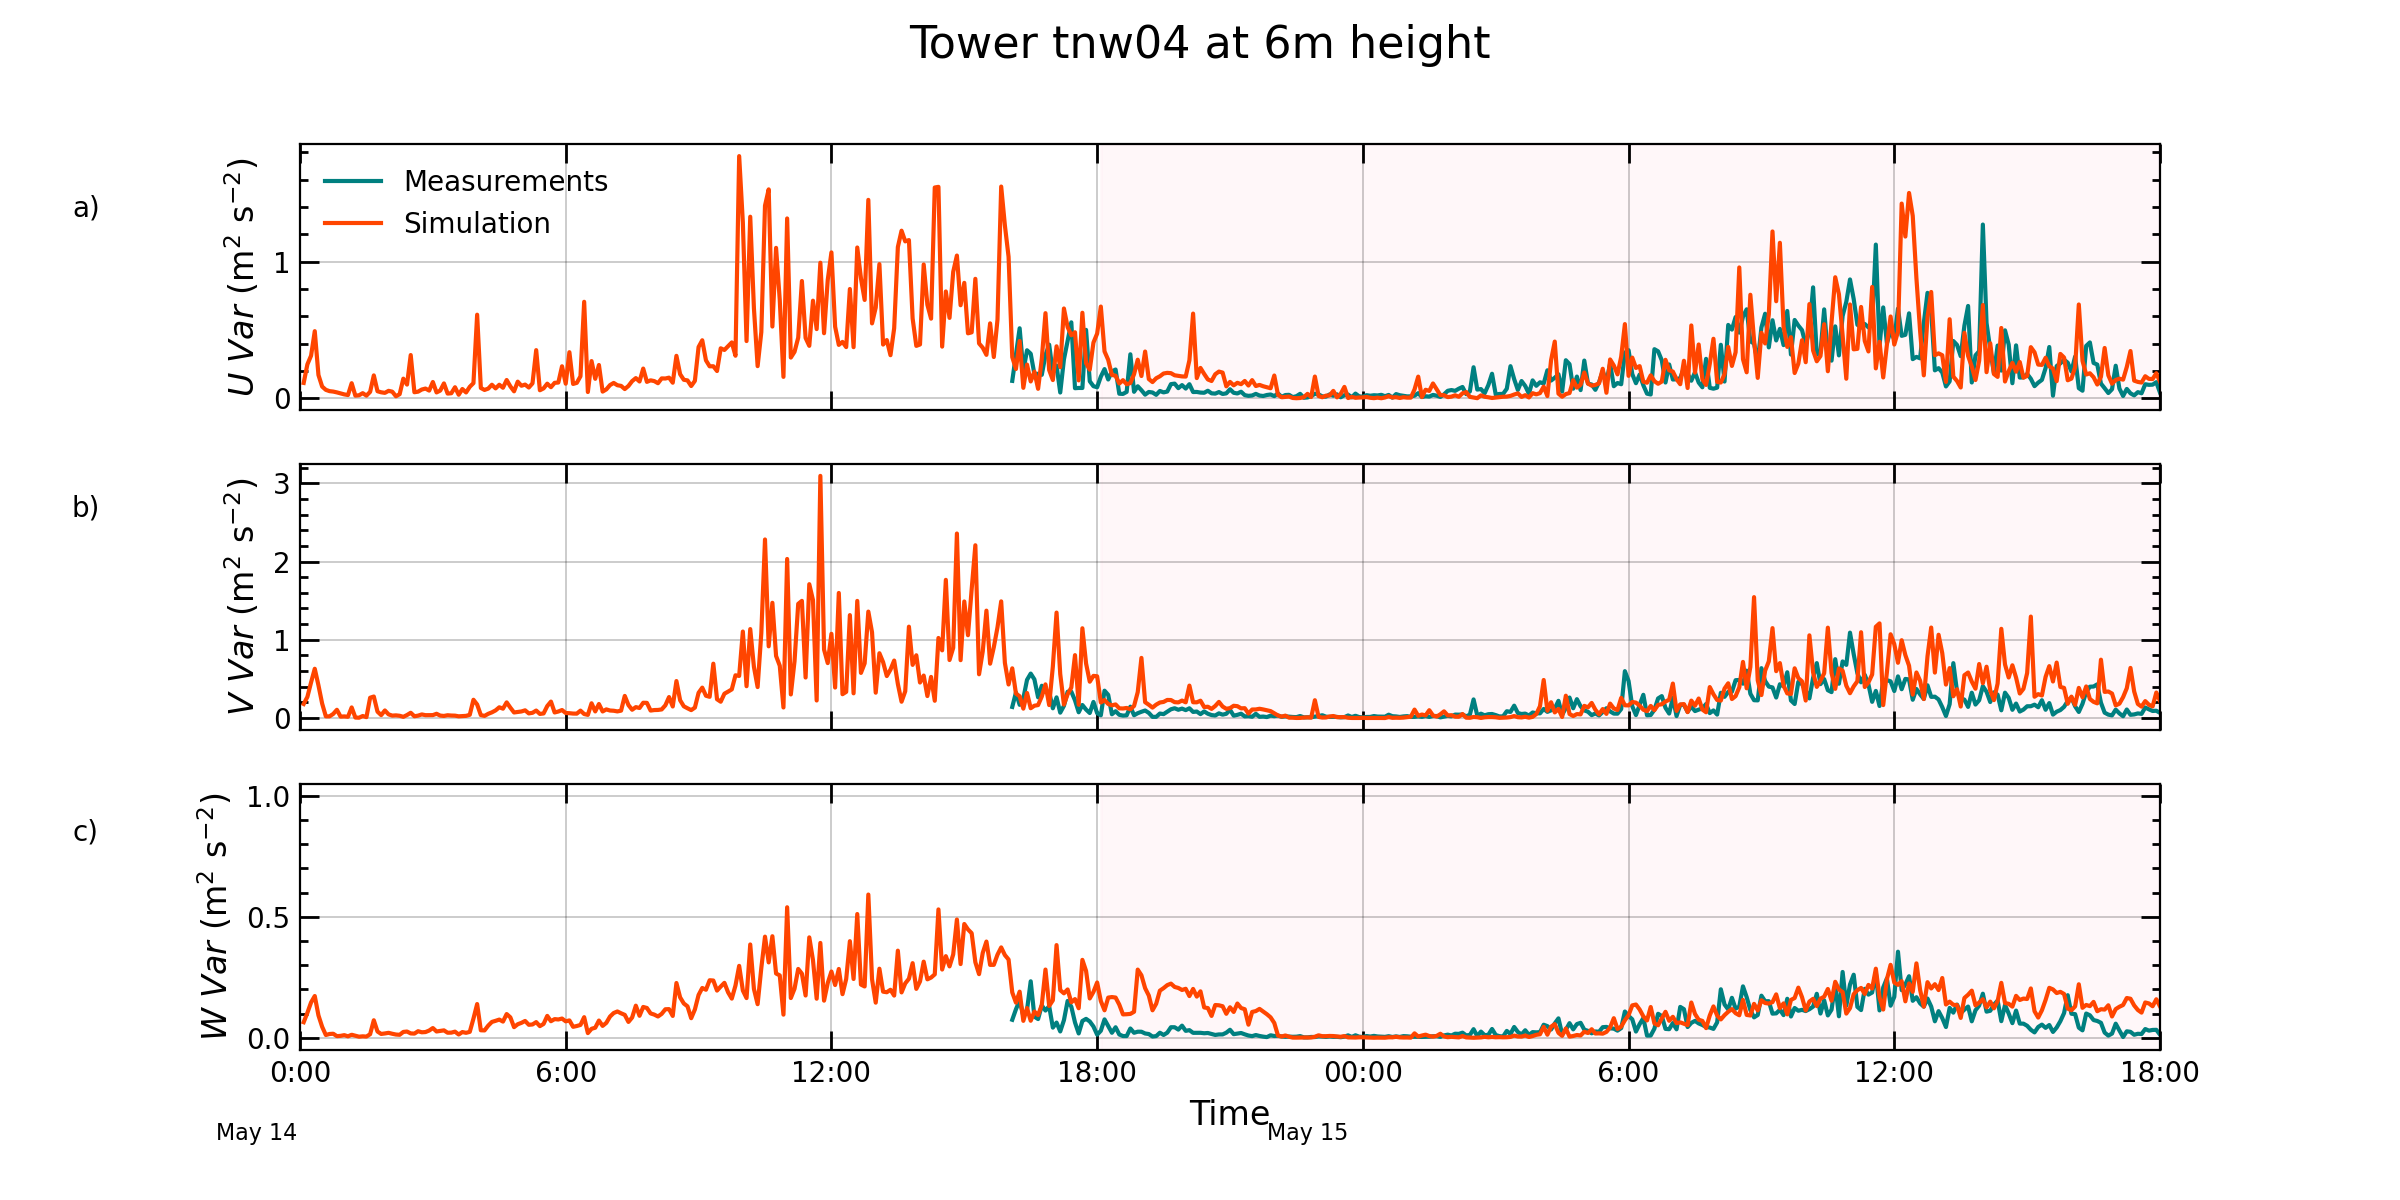 Tower tnw04 at 6m height
a)
U Var (m² s⁻²)
1
0
Measurements
Simulation
b)
V Var (m² s⁻²)
3
2
1
0
c)
W Var (m² s⁻²)
1.0
0.5
0.0
0:00 6:00 12:00 18:00 00:00 6:00 12:00 18:00
Time
May 14 May 15